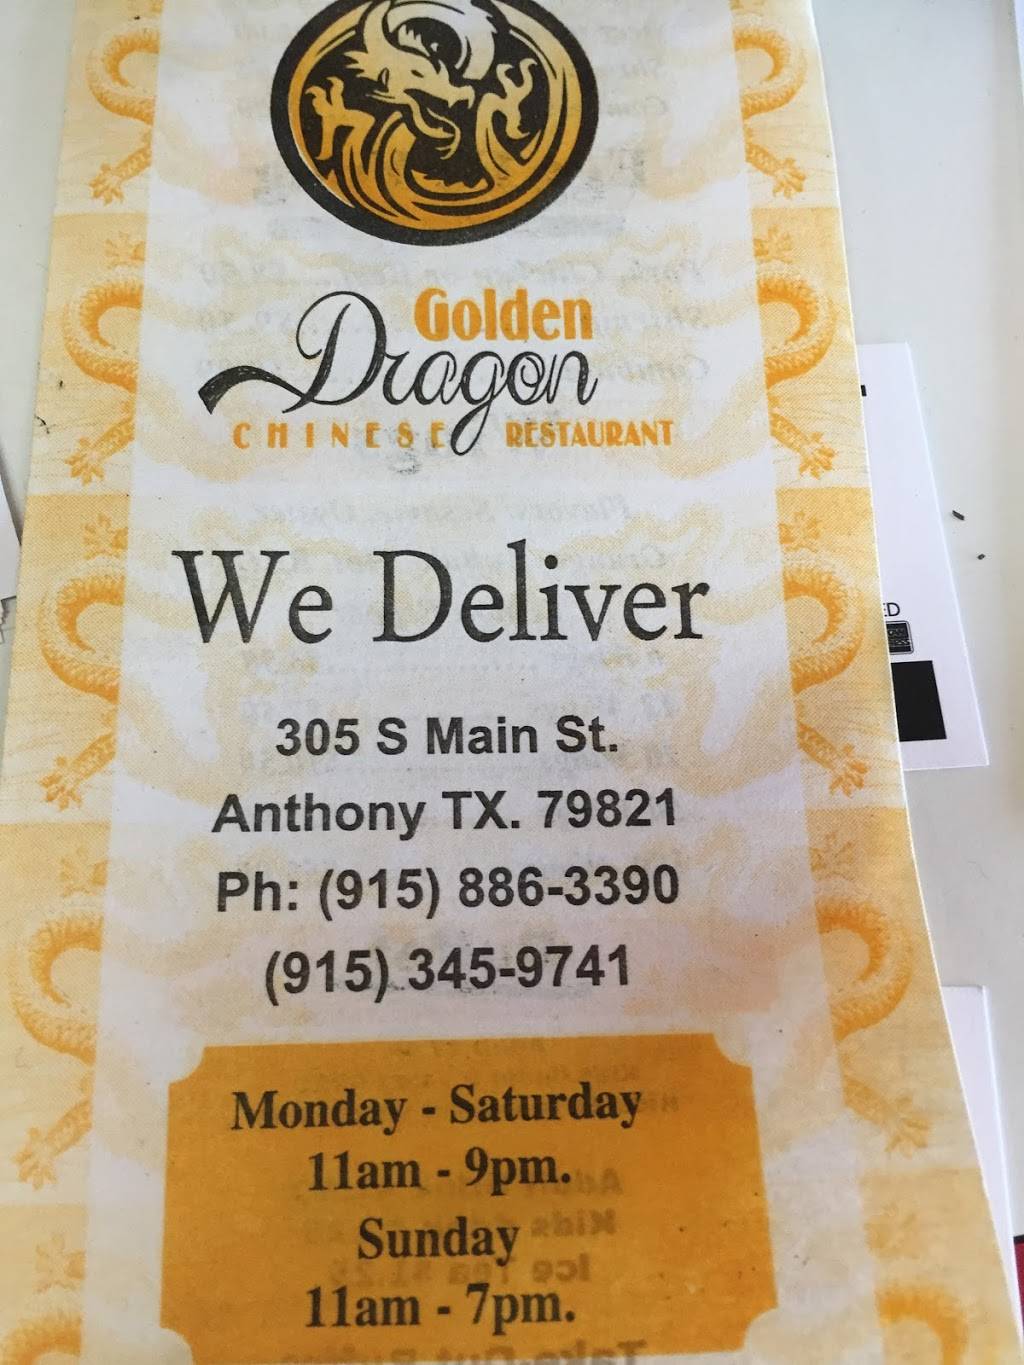 Golden
Dragon
CHINESE RESTAURANT
We Deliver
305 S Main St.
Anthony TX. 79821
Ph: (915) 886-3390
(915) 345-9741
Monday - Saturday
11am - 9pm.
Sunday
11am - 7pm.